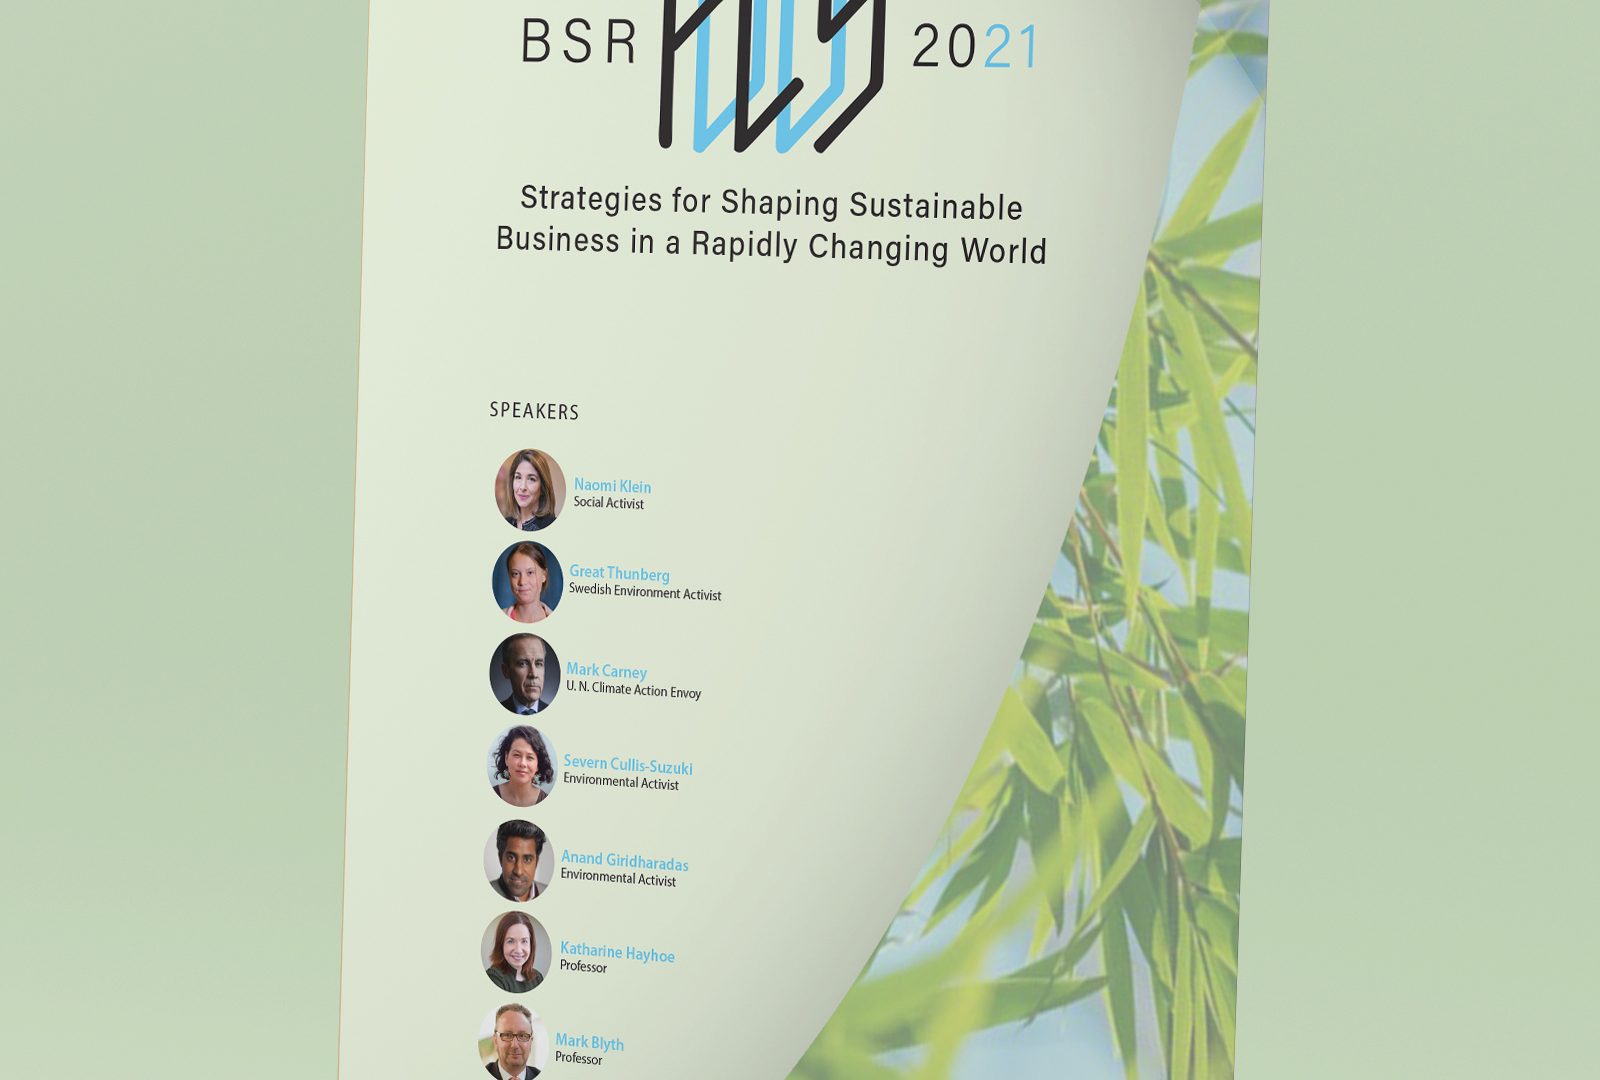 BSR 2021
Strategies for Shaping Sustainable
Business in a Rapidly Changing World
SPEAKERS
Naomi Klein
Social Activist
Great Thunberg
Swedish Environment Activist
Mark Carney
U. N. Climate Action Envoy
Severn Cullis-Suzuki
Environmental Activist
Anand Giridharadas
Environmental Activist
Katharine Hayhoe
Professor
Mark Blyth
Professor